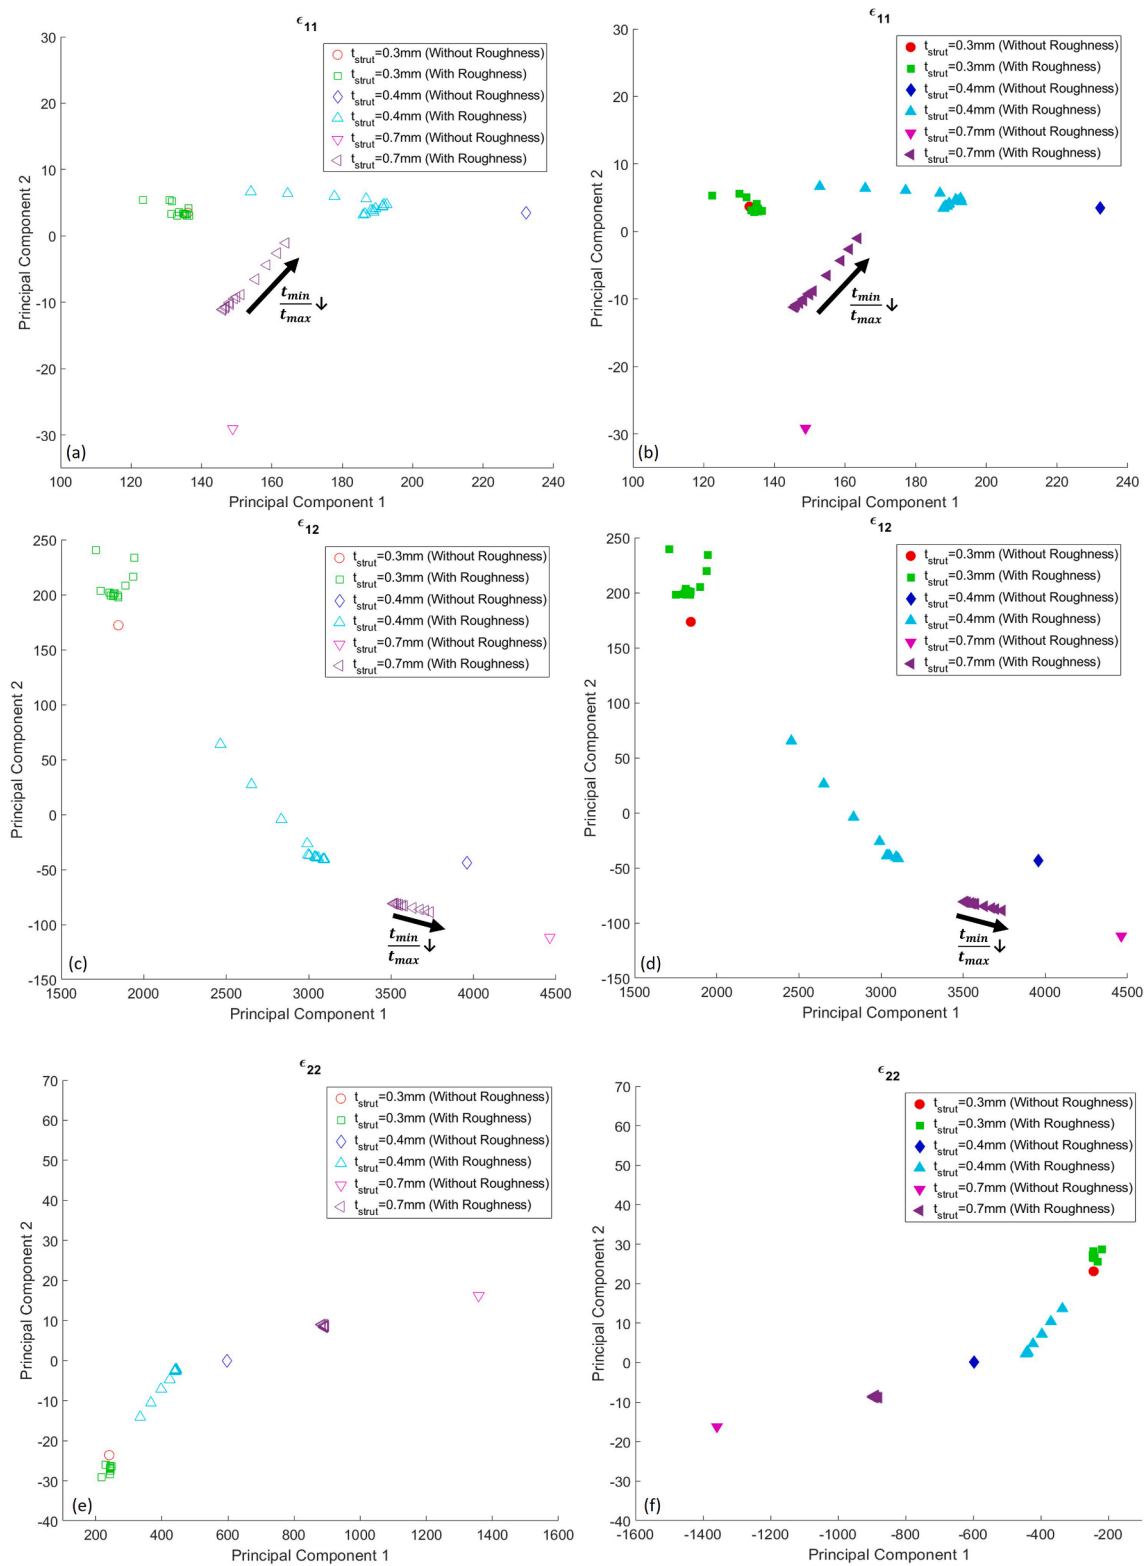 ϵ11
30
20
10
0
-10
-20
-30
Principal Component 2
100 120 140 160 180 200 220 240
Principal Component 1
tstrut=0.3mm (Without Roughness)
tstrut=0.3mm (With Roughness)
tstrut=0.4mm (Without Roughness)
tstrut=0.4mm (With Roughness)
tstrut=0.7mm (Without Roughness)
tstrut=0.7mm (With Roughness)
tmin
tmax ↓
(a)
ϵ11
30
20
10
0
-10
-20
-30
Principal Component 2
100 120 140 160 180 200 220 240
Principal Component 1
tstrut=0.3mm (Without Roughness)
tstrut=0.3mm (With Roughness)
tstrut=0.4mm (Without Roughness)
tstrut=0.4mm (With Roughness)
tstrut=0.7mm (Without Roughness)
tstrut=0.7mm (With Roughness)
tmin
tmax ↓
(b)
ϵ12
250
200
150
100
50
0
-50
-100
-150
Principal Component 2
1500 2000 2500 3000 3500 4000 4500
Principal Component 1
tstrut=0.3mm (Without Roughness)
tstrut=0.3mm (With Roughness)
tstrut=0.4mm (Without Roughness)
tstrut=0.4mm (With Roughness)
tstrut=0.7mm (Without Roughness)
tstrut=0.7mm (With Roughness)
tmin
tmax ↓
(c)
ϵ12
250
200
150
100
50
0
-50
-100
-150
Principal Component 2
1500 2000 2500 3000 3500 4000 4500
Principal Component 1
tstrut=0.3mm (Without Roughness)
tstrut=0.3mm (With Roughness)
tstrut=0.4mm (Without Roughness)
tstrut=0.4mm (With Roughness)
tstrut=0.7mm (Without Roughness)
tstrut=0.7mm (With Roughness)
tmin
tmax ↓
(d)
ϵ22
70
60
50
40
30
20
10
0
-10
-20
-30
-40
Principal Component 2
200 400 600 800 1000 1200 1400 1600
Principal Component 1
tstrut=0.3mm (Without Roughness)
tstrut=0.3mm (With Roughness)
tstrut=0.4mm (Without Roughness)
tstrut=0.4mm (With Roughness)
tstrut=0.7mm (Without Roughness)
tstrut=0.7mm (With Roughness)
(e)
ϵ22
70
60
50
40
30
20
10
0
-10
-20
-30
-40
Principal Component 2
-1600 -1400 -1200 -1000 -800 -600 -400 -200
Principal Component 1
tstrut=0.3mm (Without Roughness)
tstrut=0.3mm (With Roughness)
tstrut=0.4mm (Without Roughness)
tstrut=0.4mm (With Roughness)
tstrut=0.7mm (Without Roughness)
tstrut=0.7mm (With Roughness)
(f)